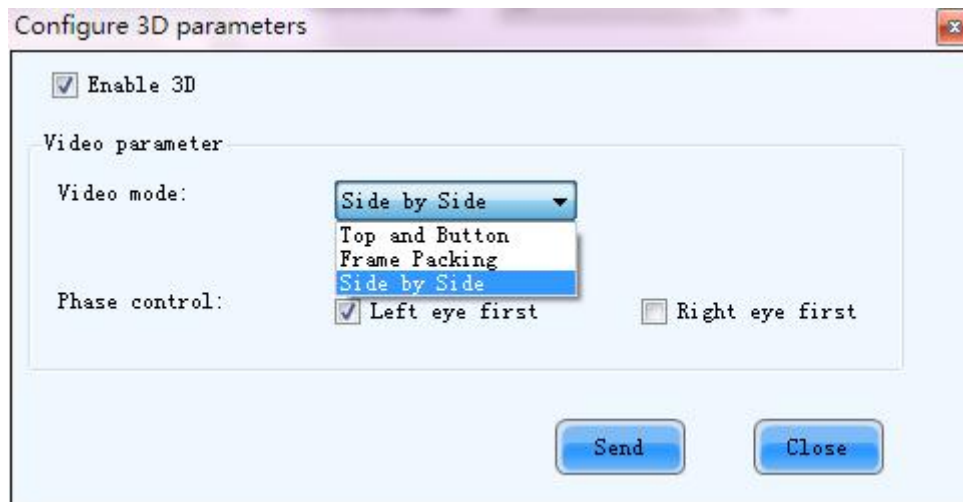 Configure 3D parameters
Enable 3D
Video parameter
Video mode:
Side by Side
Top and Button
Frame Packing
Side by Side
Phase control:
Left eye first
Right eye first
Send
Close